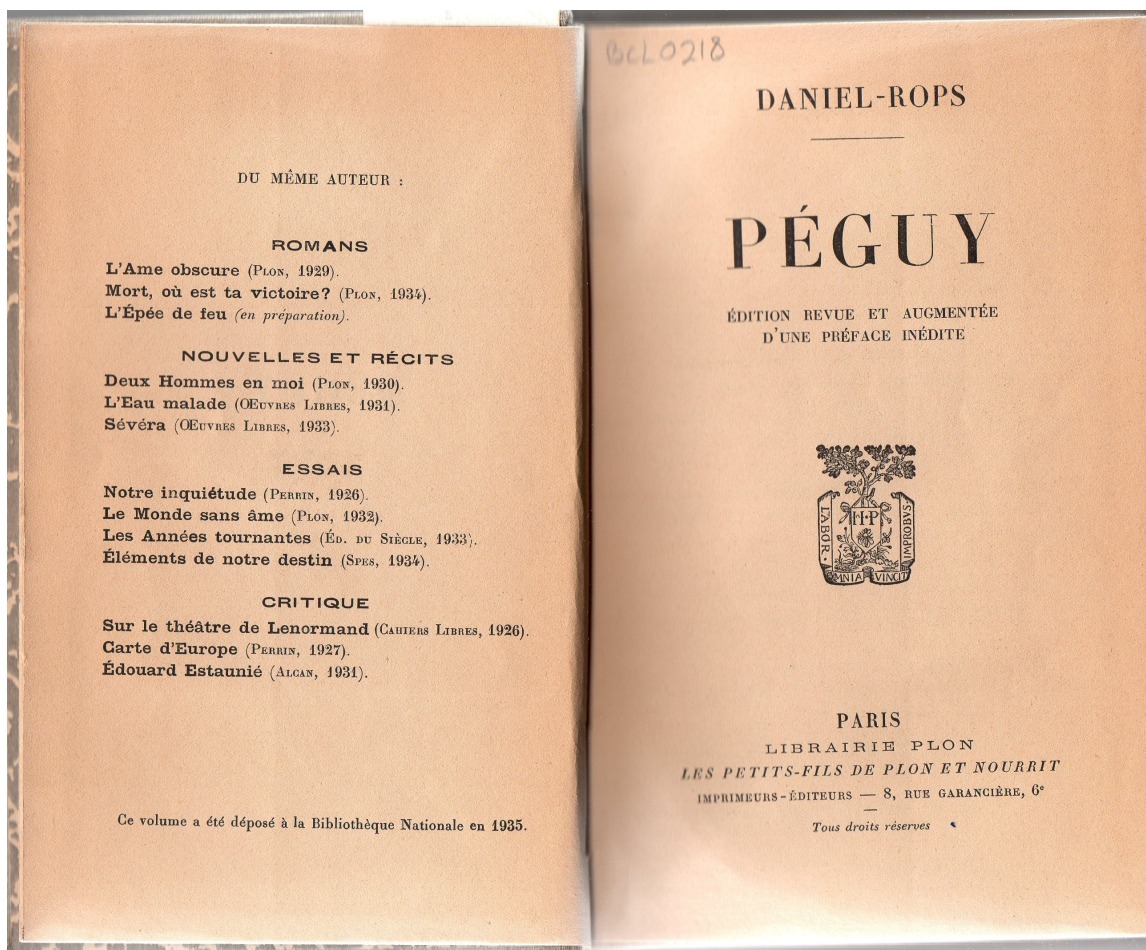 DU MÊME AUTEUR :
ROMANS
L'Ame obscure (PLON, 1929).
Mort, où est ta victoire? (PLON, 1934).
L'Épée de feu (en préparation).
NOUVELLES ET RÉCITS
Deux Hommes en moi (PLON, 1930).
L'Eau malade (ŒUVRES LIBRES, 1931).
Sévéra (ŒUVRES LIBRES, 1933).
ESSAIS
Notre inquiétude (PERRIN, 1926).
Le Monde sans âme (PLON, 1932).
Les Années tournantes (ÉD. DU SIÈCLE, 1933).
Éléments de notre destin (SPES, 1934).
CRITIQUE
Sur le théâtre de Lenormand (CAHIERS LIBRES, 1926).
Carte d'Europe (PERRIN, 1927).
Édouard Estaunié (ALCAN, 1931).
Ce volume a été déposé à la Bibliothèque Nationale en 1935.
BCL0218
DANIEL-ROPS
PÉGUY
ÉDITION REVUE ET AUGMENTÉE
D'UNE PRÉFACE INÉDITE
LABOR·
H·P
IMPROBVS·
OMNIA VINCIT
PARIS
LIBRAIRIE PLON
LES PETITS-FILS DE PLON ET NOURRIT
IMPRIMEURS-ÉDITEURS — 8, RUE GARANCIÈRE, 6e
Tous droits réservés